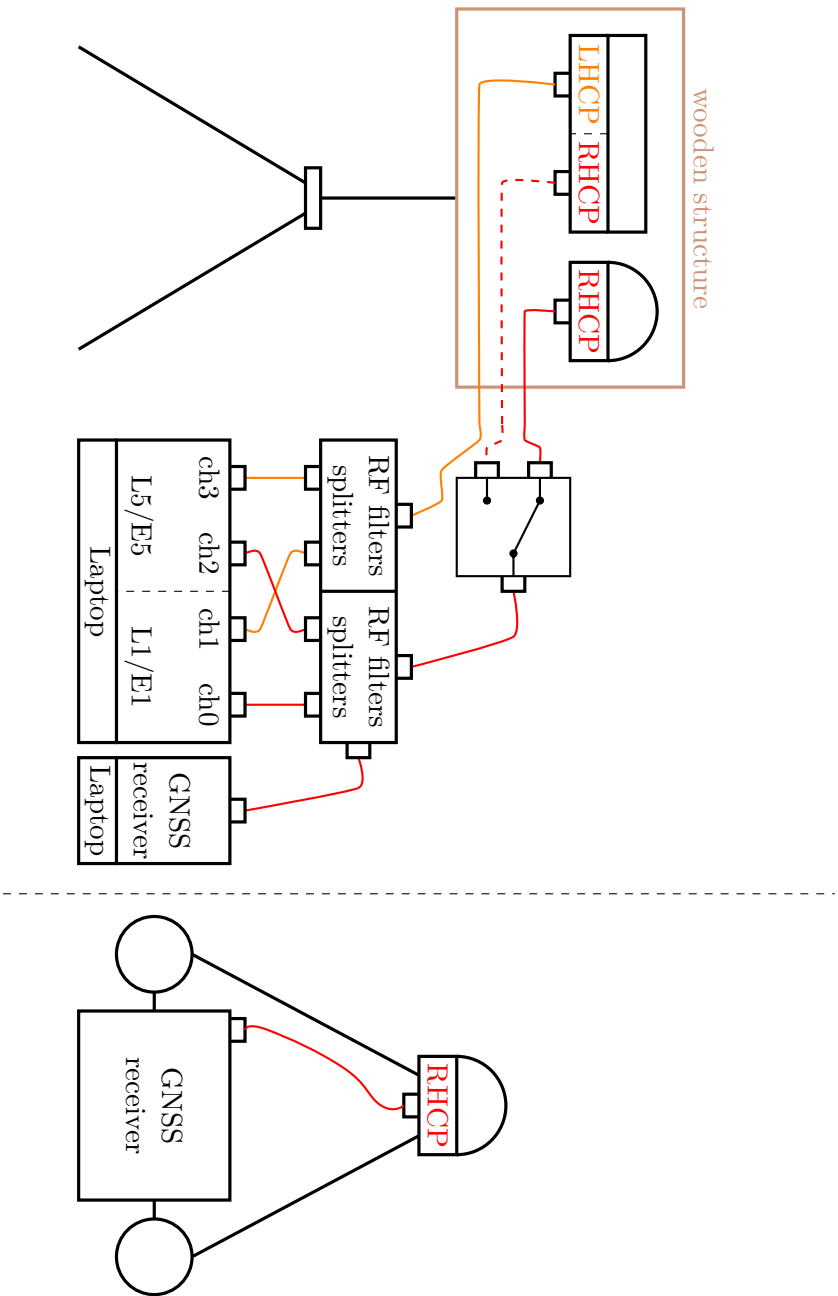 wooden structure
LHCP
RHCP
RHCP
RF filters
splitters
RF filters
splitters
ch3
ch2
ch1
ch0
L5/E5
L1/E1
Laptop
GNSS
receiver
Laptop
RHCP
GNSS
receiver